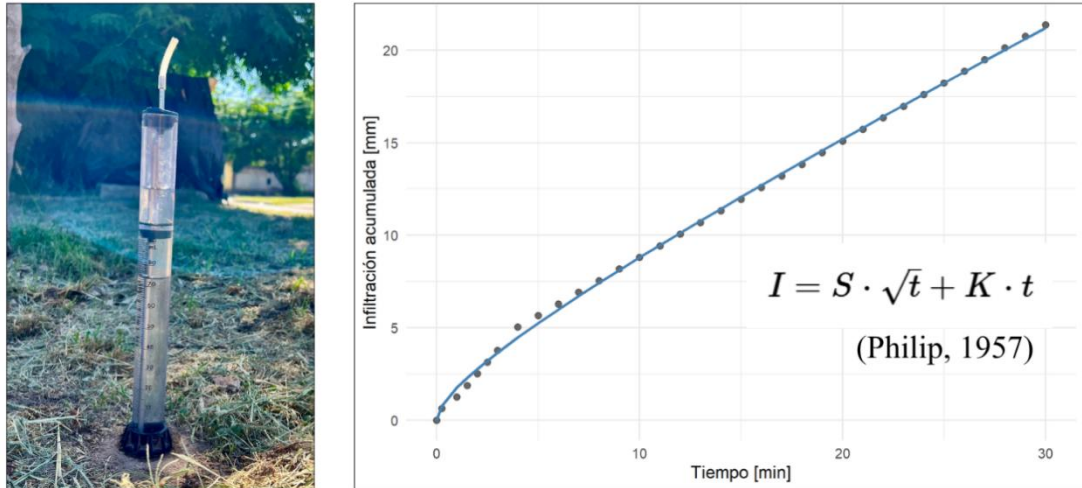 Infiltración acumulada [mm]
20
15
10
5
0
I = S · √t + K · t
(Philip, 1957)
0
10
20
30
Tiempo [min]